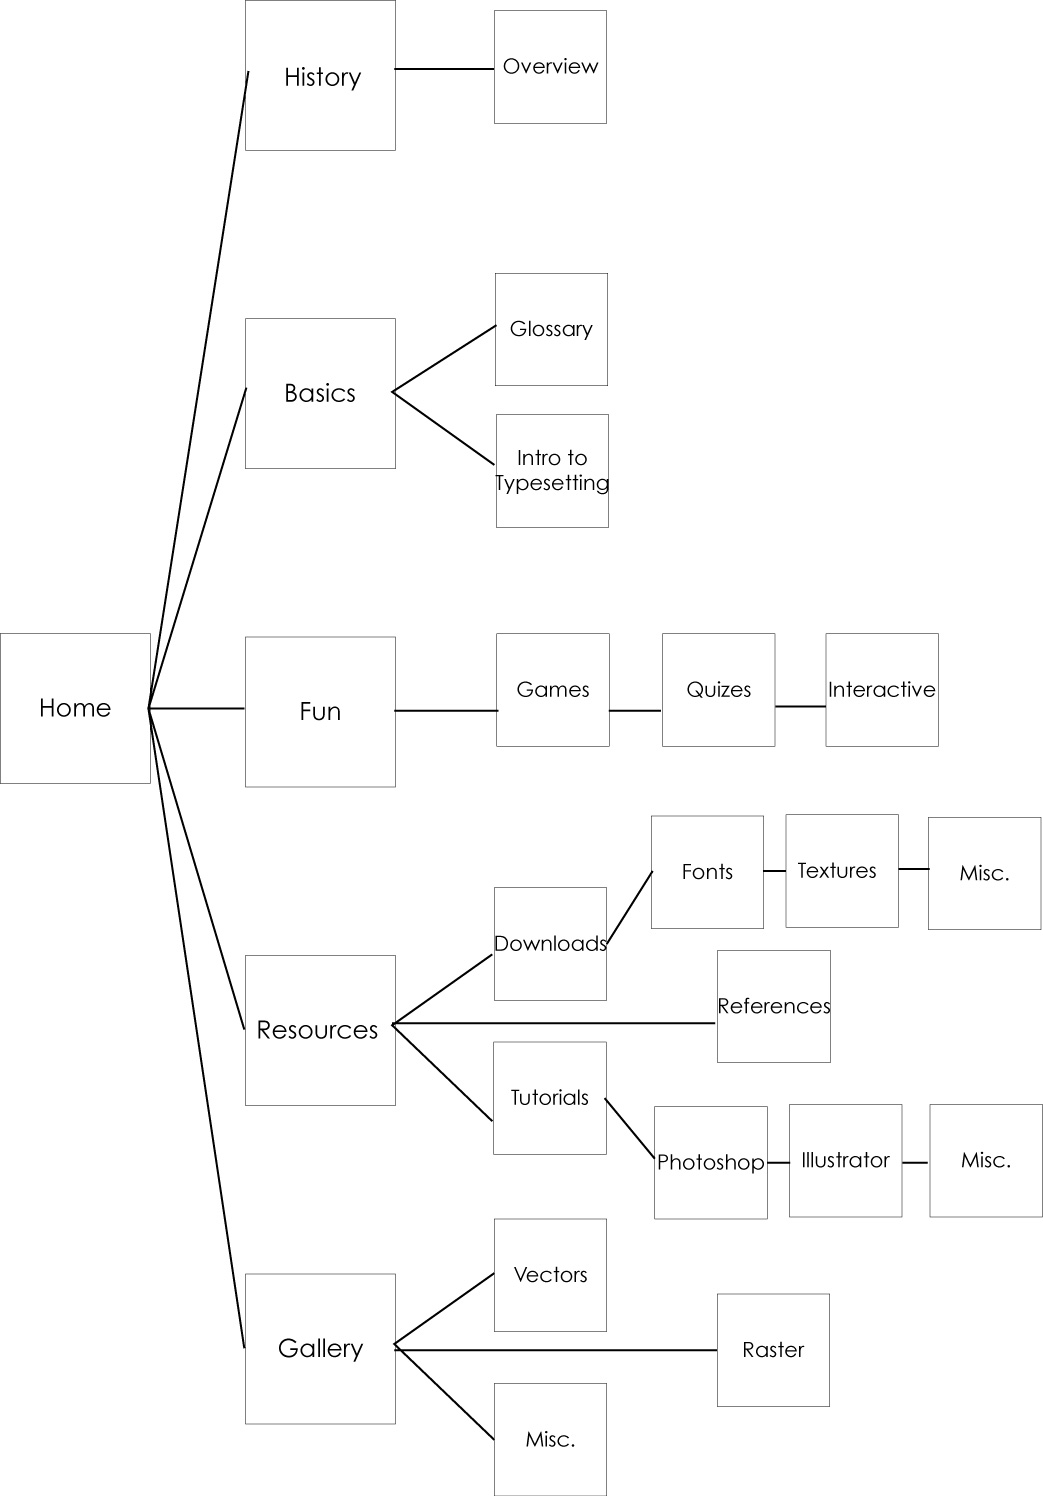 History
Overview
Glossary
Basics
Intro to
Typesetting
Home
Fun
Games
Quizes
Interactive
Fonts
Textures
Misc.
Downloads
References
Resources
Tutorials
Photoshop
Illustrator
Misc.
Vectors
Gallery
Raster
Misc.